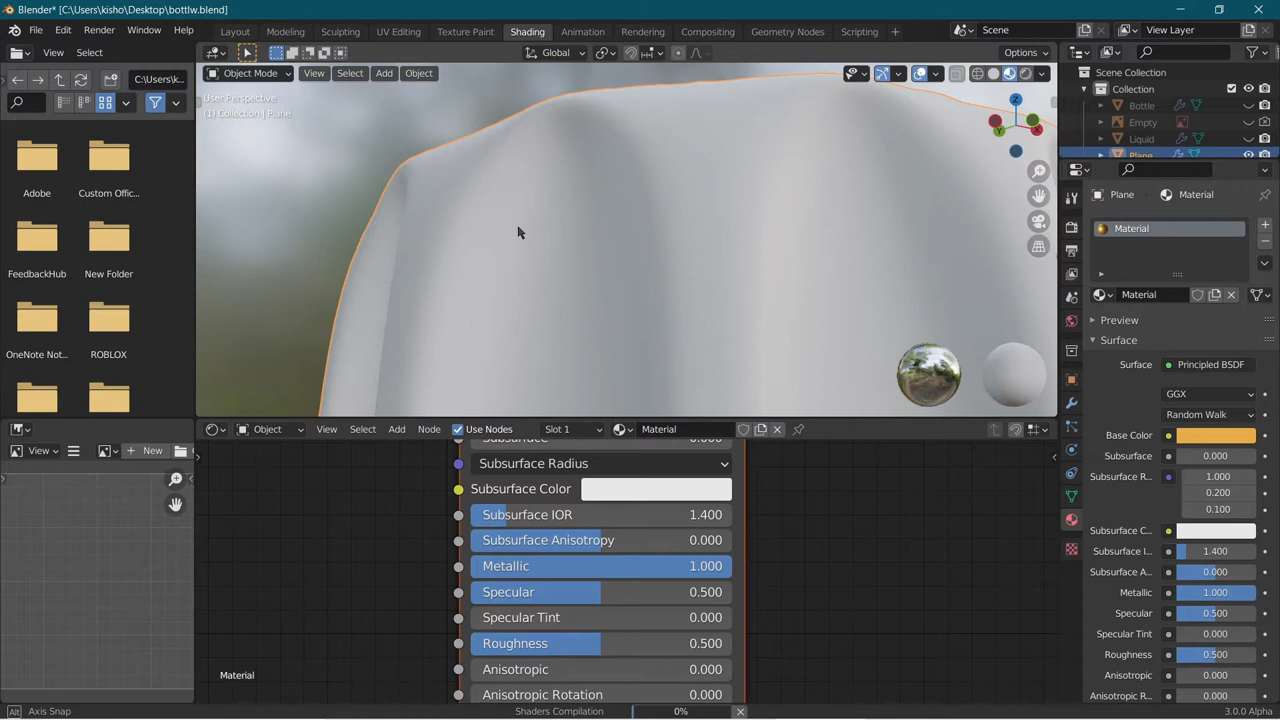 Blender* [C:\Users\kisho\Desktop\bottlw.blend]
File Edit Render Window Help
Layout Modeling Sculpting UV Editing Texture Paint Shading Animation Rendering Compositing Geometry Nodes Scripting
Scene
View Layer
View Select
Global
Options
C:\Users\k...
Object Mode View Select Add Object
User Perspective
(1) Collection | Plane
Adobe
Custom Offic...
FeedbackHub
New Folder
OneNote Not...
ROBLOX
Scene Collection
Collection
Bottle
Empty
Liquid
Plane
X
Y
Z
Plane
Material
Material
Material
Preview
Surface
Surface Principled BSDF
GGX
Random Walk
Base Color
Subsurface 0.000
Subsurface R... 1.000
0.200
0.100
Subsurface C...
Subsurface I... 1.400
Subsurface A... 0.000
Metallic 1.000
Specular 0.500
Specular Tint 0.000
Roughness 0.500
Anisotropic 0.000
Anisotropic R... 0.000
View
New
Object View Select Add Node Use Nodes Slot 1 Material
Subsurface 0.000
Subsurface Radius
Subsurface Color
Subsurface IOR 1.400
Subsurface Anisotropy 0.000
Metallic 1.000
Specular 0.500
Specular Tint 0.000
Roughness 0.500
Anisotropic 0.000
Anisotropic Rotation 0.000
Material
Alt Axis Snap
Shaders Compilation 0%
3.0.0 Alpha